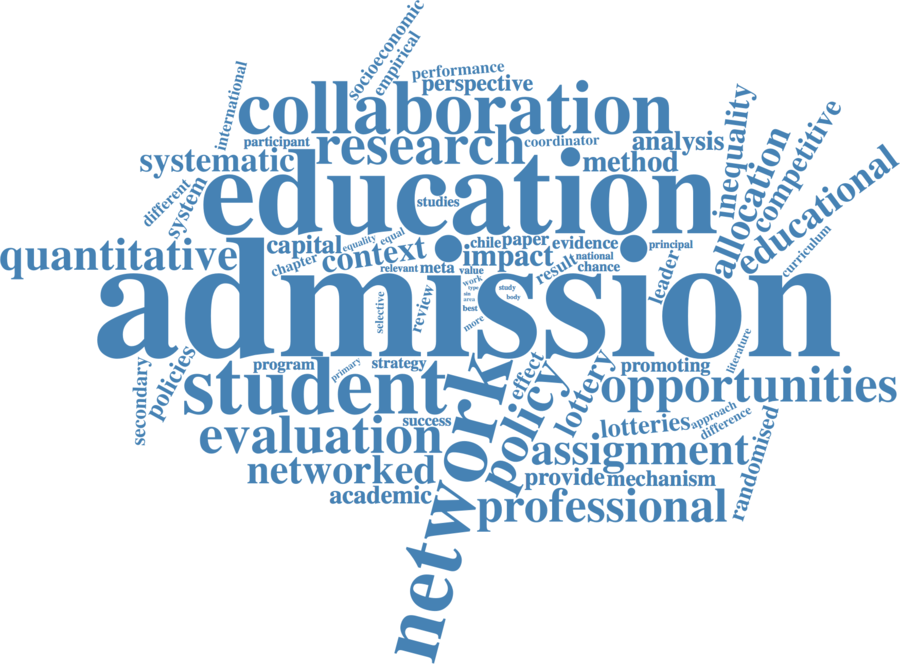 socioeconomic
empirical
international
performance
perspective
collaboration
participant
research
coordinator
analysis
inequality
competitive
allocation
systematic
method
educational
education
studies
different
system
capital
equality
equal
chile
paper
evidence
principal
quantitative
chapter
context
impact
national
curriculum
relevant
meta
value
result
chance
leader
admission
work
type
aim
area
best
more
study
body
selective
review
secondary
policies
program
primary
strategy
effect
promoting
literature
student
network
policy
lottery
opportunities
success
lotteries
approach
difference
evaluation
assignment
randomised
networked
provide
mechanism
academic
professional